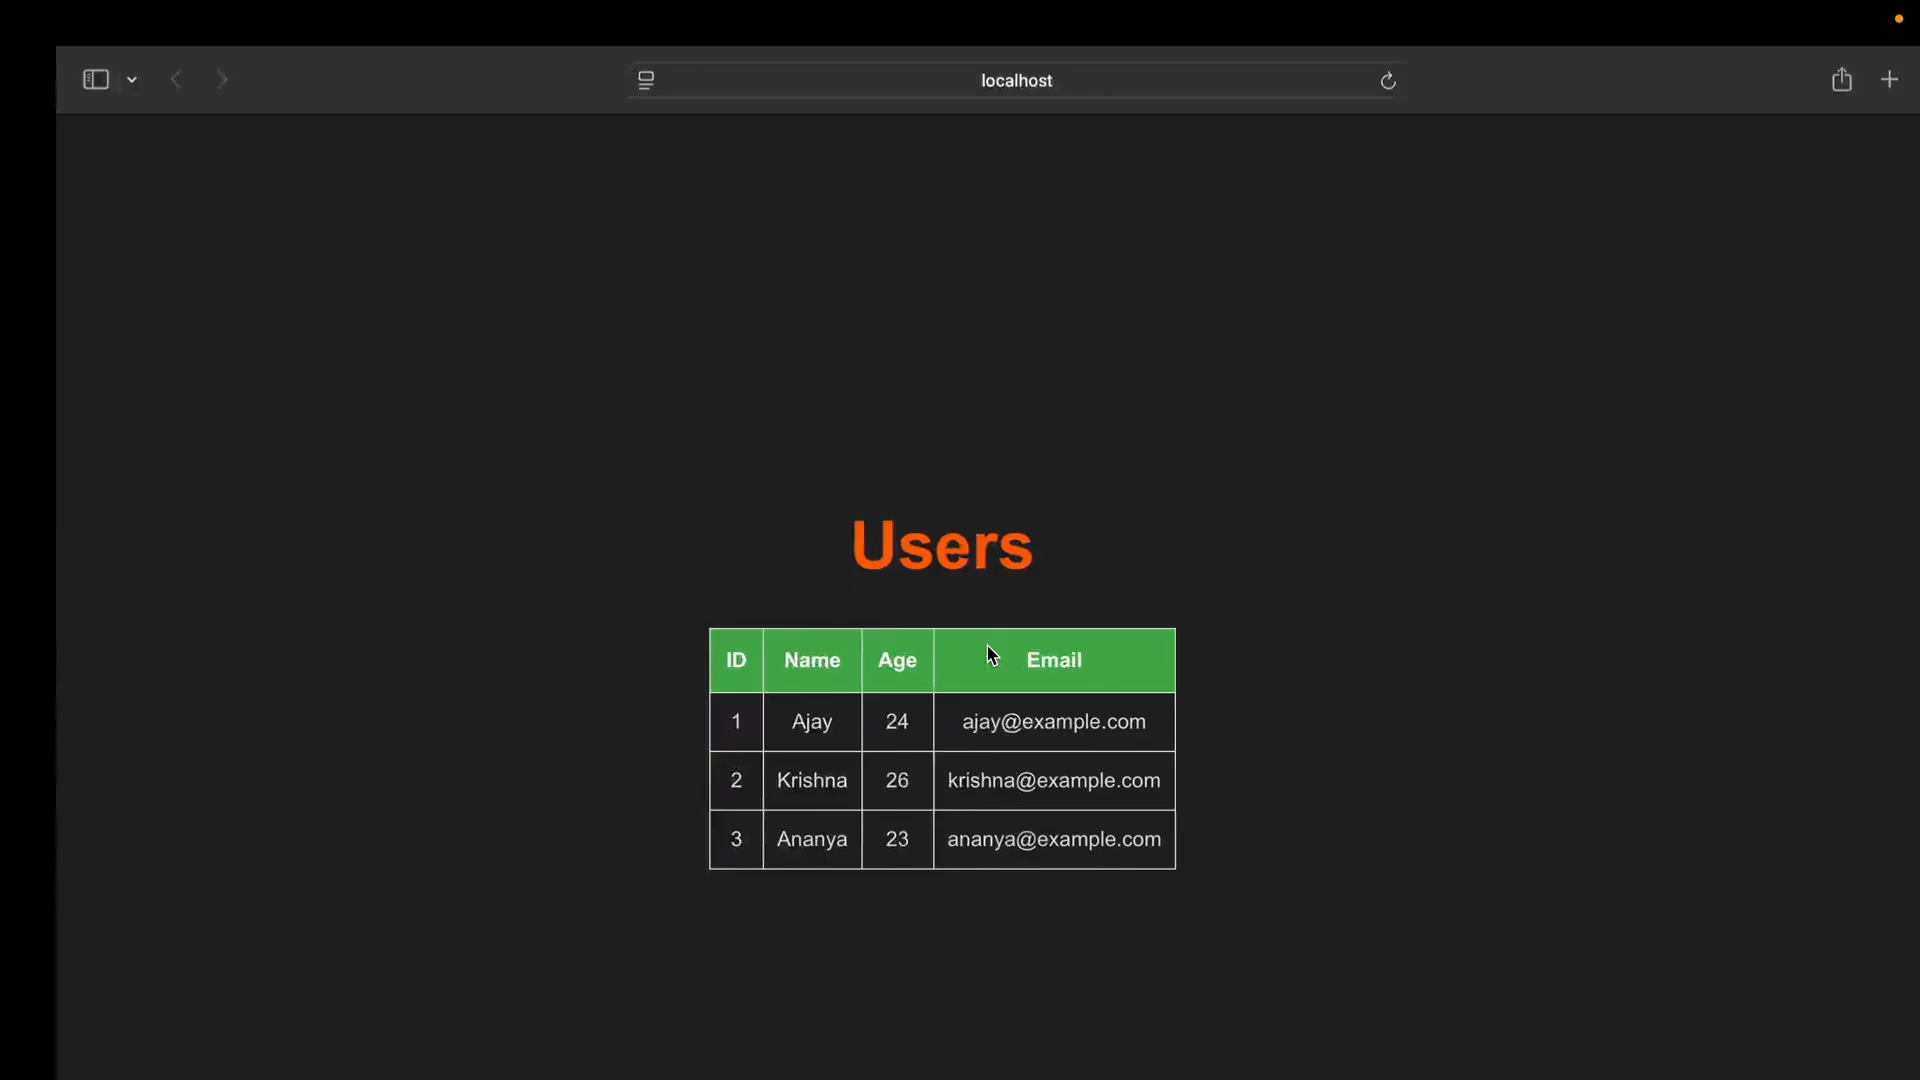 localhost
Users
ID Name Age Email
1 Ajay 24 ajay@example.com
2 Krishna 26 krishna@example.com
3 Ananya 23 ananya@example.com